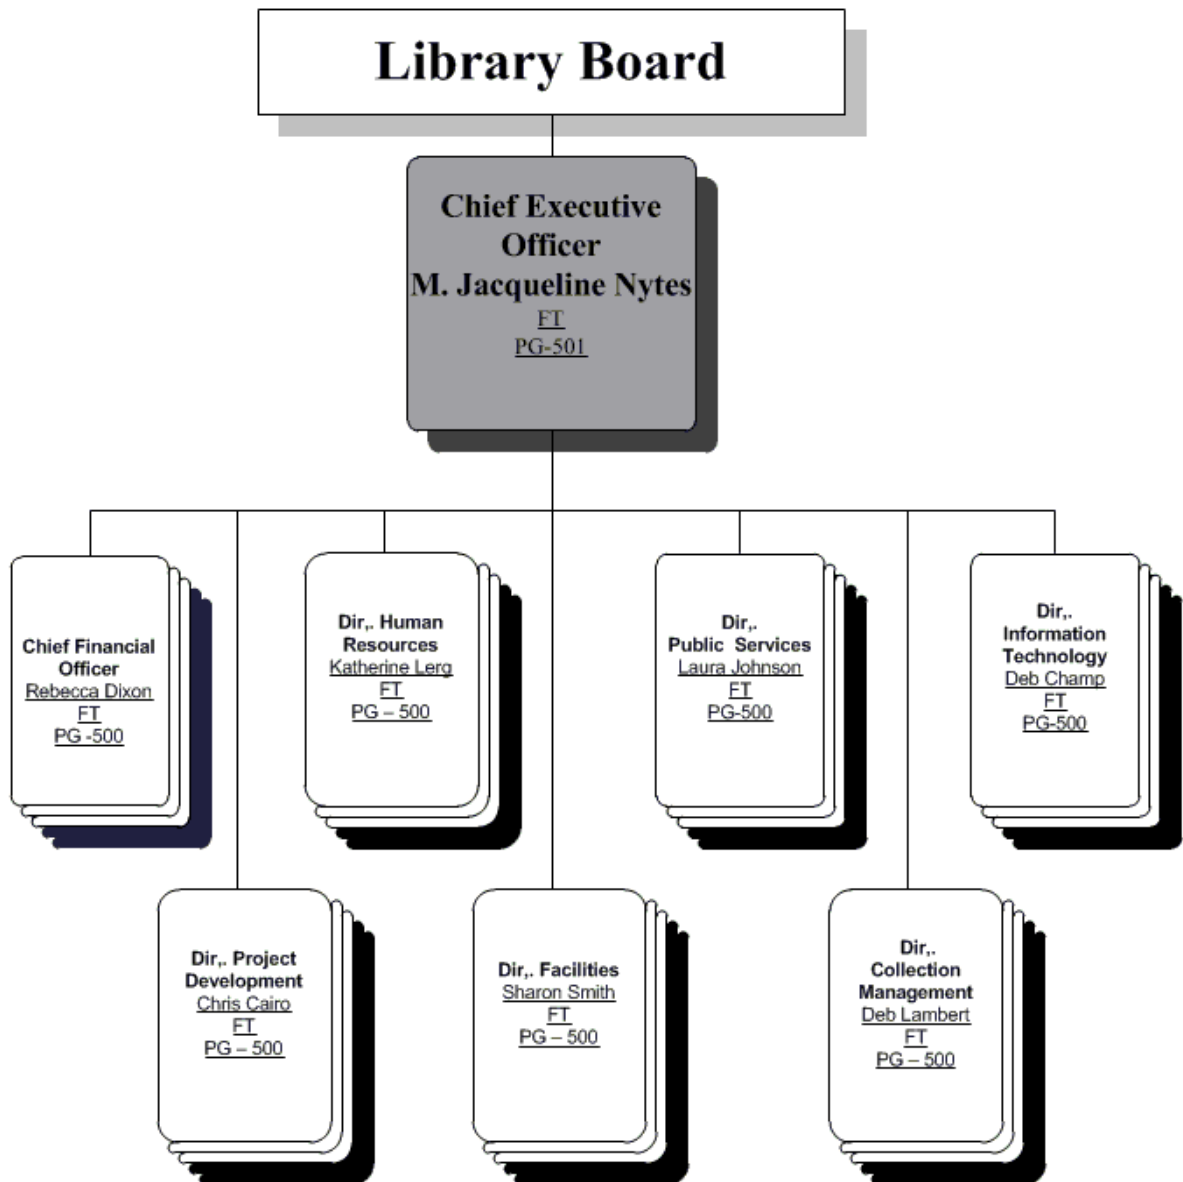 Library Board
Chief Executive
Officer
M. Jacqueline Nytes
FT
PG-501
Chief Financial
Officer
Rebecca Dixon
FT
PG -500
Dir,. Human
Resources
Katherine Lerg
FT
PG – 500
Dir,.
Public Services
Laura Johnson
FT
PG-500
Dir,.
Information
Technology
Deb Champ
FT
PG-500
Dir,. Project
Development
Chris Cairo
FT
PG – 500
Dir,. Facilities
Sharon Smith
FT
PG – 500
Dir,.
Collection
Management
Deb Lambert
FT
PG – 500